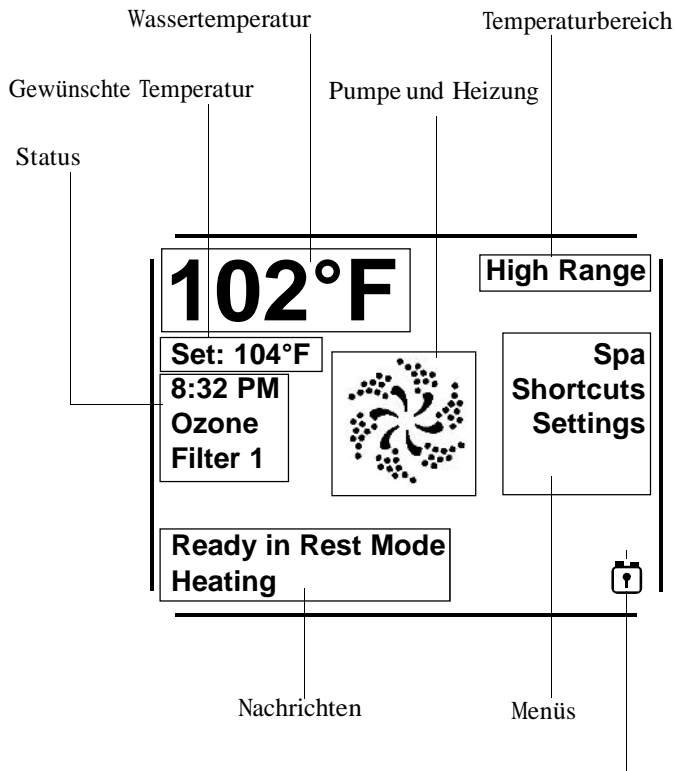 Wassertemperatur
Temperaturbereich
Gewünschte Temperatur
Pumpe und Heizung
Status
102°F
High Range
Set: 104°F
8:32 PM
Ozone
Filter 1
Spa
Shortcuts
Settings
Ready in Rest Mode
Heating
Nachrichten
Menüs